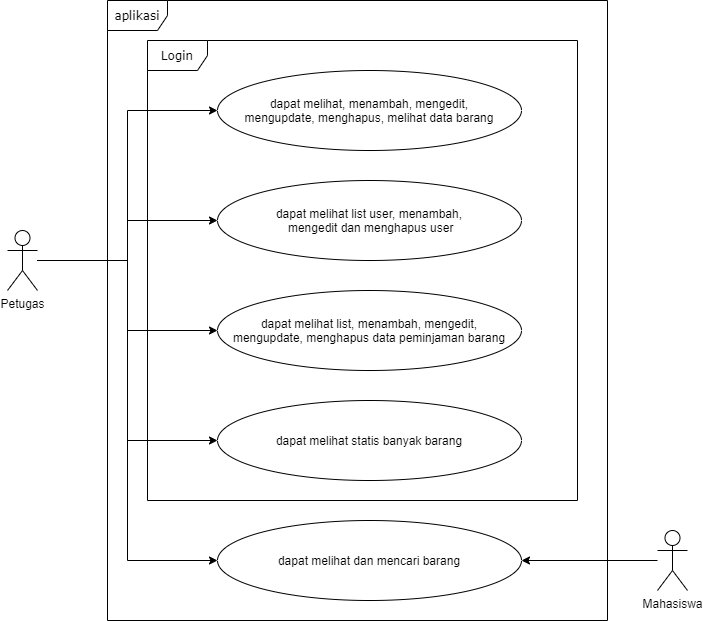 aplikasi
Login
dapat melihat, menambah, mengedit,
mengupdate, menghapus, melihat data barang
dapat melihat list user, menambah,
mengedit dan menghapus user
Petugas
dapat melihat list, menambah, mengedit,
mengupdate, menghapus data peminjaman barang
dapat melihat statis banyak barang
dapat melihat dan mencari barang
Mahasiswa